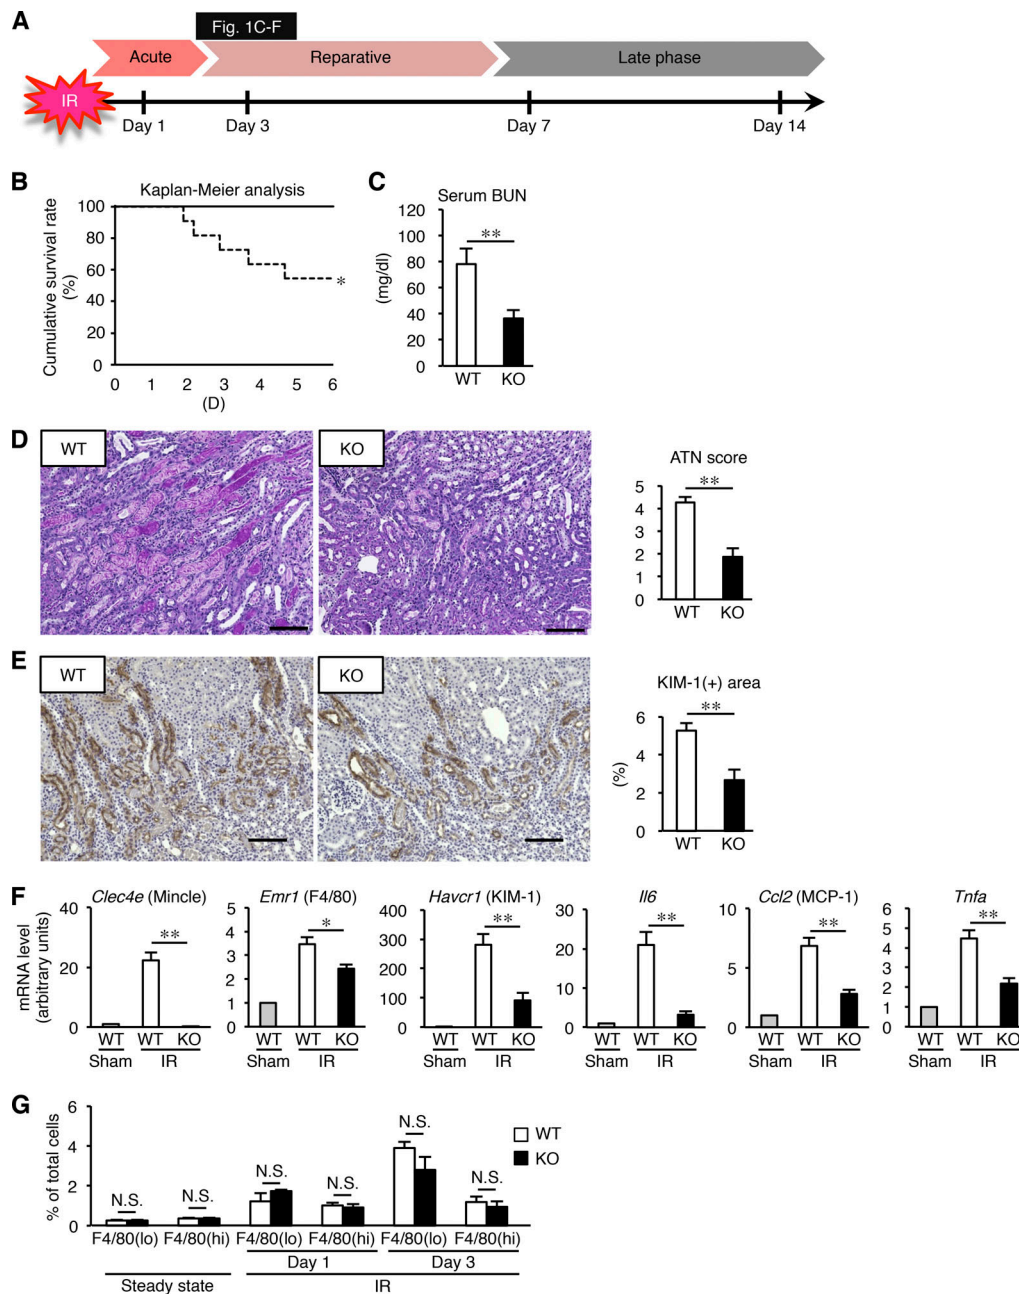 A
Fig. 1C-F
Acute
Reparative
Late phase
IR
Day 1
Day 3
Day 7
Day 14
B
Kaplan-Meier analysis
Cumulative survival rate
(%)
100
80
60
40
20
0
*
0 1 2 3 4 5 6
(D)
C
Serum BUN
(mg/dl)
120
100
80
60
40
20
0
**
WT KO
D
WT
KO
ATN score
5
4
3
2
1
0
**
WT KO
E
WT
KO
KIM-1(+) area
(%)
6
4
2
0
**
WT KO
F
mRNA level
(arbitrary units)
Clec4e (Mincle)
40
20
0
**
WT WT KO
Sham IR
Emr1 (F4/80)
5
4
3
2
1
0
*
WT WT KO
Sham IR
Havcr1 (KIM-1)
400
300
200
100
0
**
WT WT KO
Sham IR
Il6
30
20
10
0
**
WT WT KO
Sham IR
Ccl2 (MCP-1)
10
5
0
**
WT WT KO
Sham IR
Tnfa
6
5
4
3
2
1
0
**
WT WT KO
Sham IR
G
% of total cells
6
4
2
0
N.S. N.S. N.S. N.S. N.S. N.S.
WT
KO
F4/80(lo) F4/80(hi) F4/80(lo) F4/80(hi) F4/80(lo) F4/80(hi)
Day 1 Day 3
Steady state IR